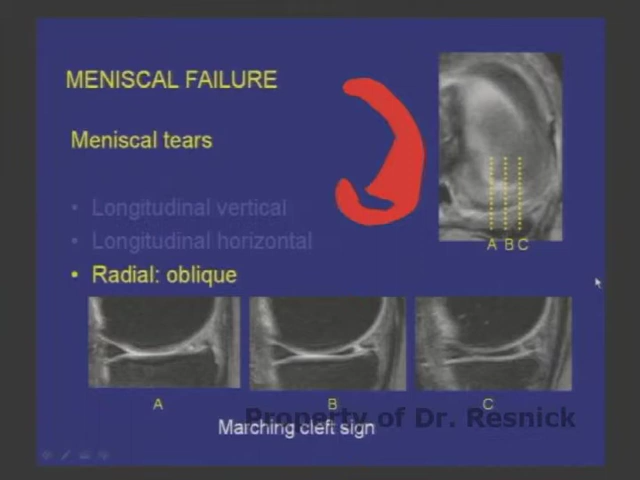 MENISCAL FAILURE
Meniscal tears
• Longitudinal vertical
• Longitudinal horizontal
• Radial: oblique
A B C
A B C
Property of Dr. Resnick
Marching cleft sign